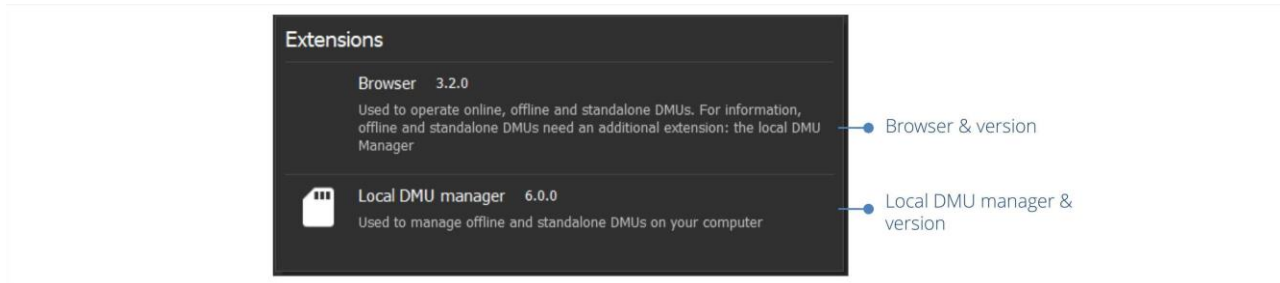 Extensions
Browser 3.2.0
Used to operate online, offline and standalone DMUs. For information,
offline and standalone DMUs need an additional extension: the local DMU
Manager
Browser & version
Local DMU manager 6.0.0
Used to manage offline and standalone DMUs on your computer
Local DMU manager &
version